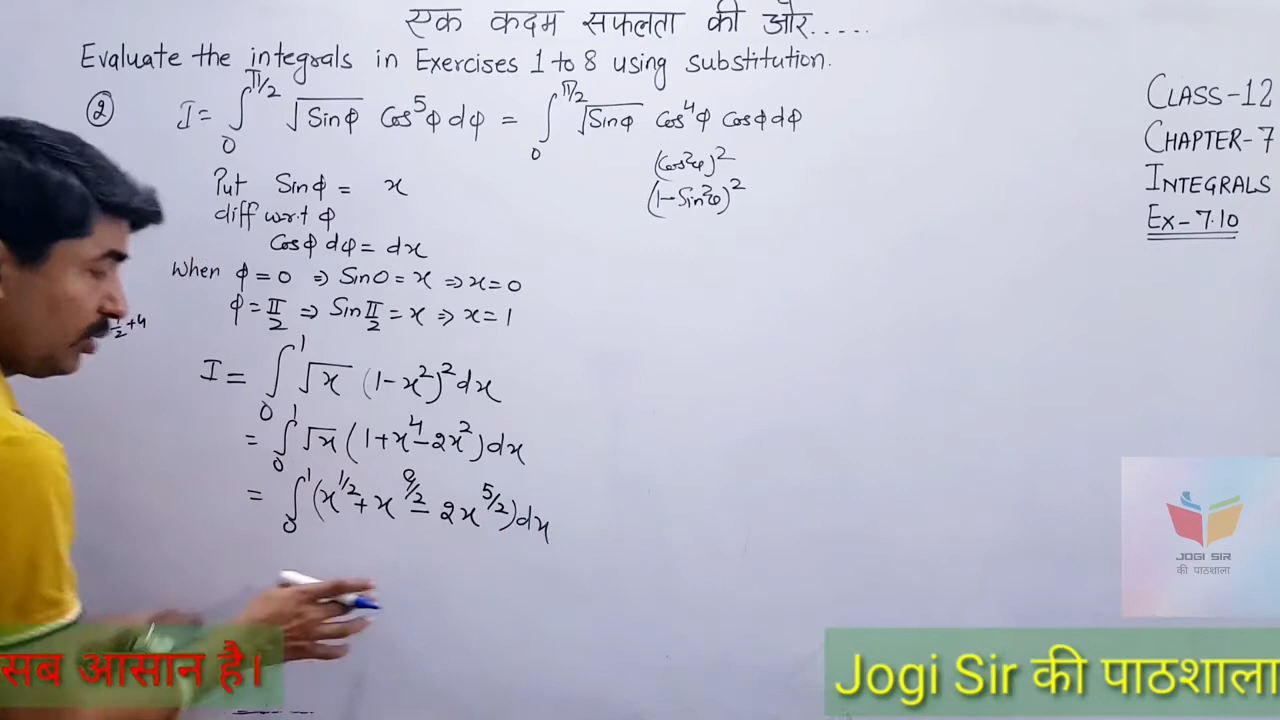 एक कदम सफलता की ओर.....
Evaluate the integrals in Exercises 1 to 8 using substitution.
② I = ∫₀^{π/2} √Sinφ Cos⁵φ dφ = ∫₀^{π/2} √Sinφ Cos⁴φ Cosφ dφ
(Cos²φ)²
(1-Sin²φ)²
Put Sinφ = x
diff w.r.t φ
Cosφ dφ = dx
When φ = 0 ⇒ Sin0 = x ⇒ x = 0
φ = π/2 ⇒ Sin π/2 = x ⇒ x = 1
1/2 + 4
I = ∫₀¹ √x (1-x²)² dx
= ∫₀¹ √x (1+x⁴-2x²) dx
= ∫₀¹ (x^{1/2} + x^{9/2} - 2x^{5/2}) dx
CLASS-12
CHAPTER-7
INTEGRALS
Ex-7.10
JOGI SIR
की पाठशाला
सब आसान है।
Jogi Sir की पाठशाला